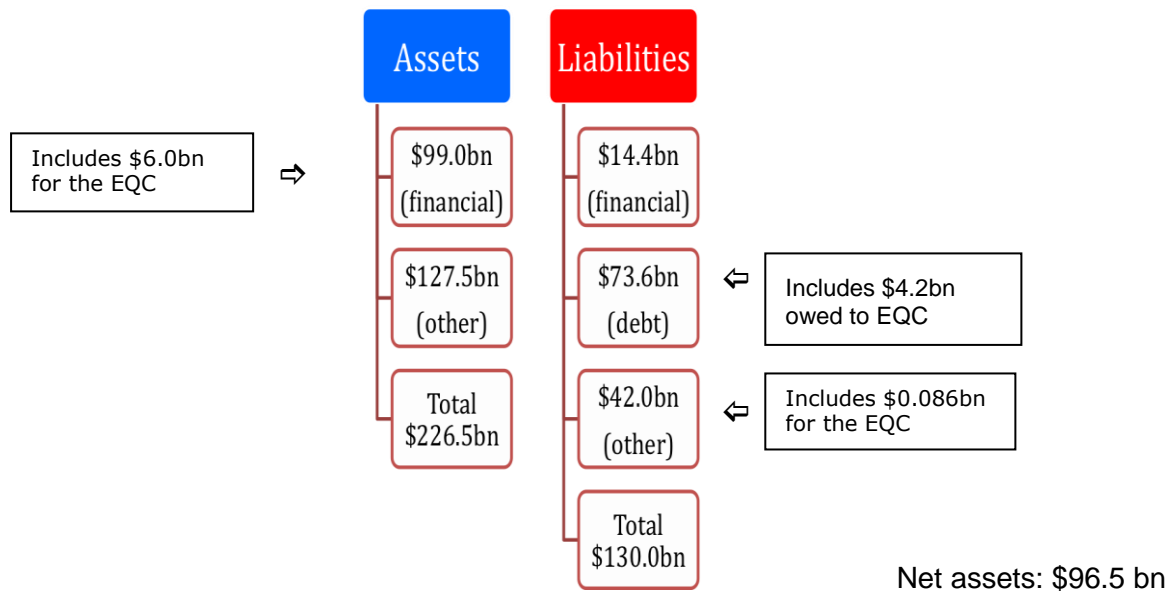 Assets
Liabilities
Includes $6.0bn
for the EQC
$99.0bn
(financial)
$14.4bn
(financial)
$127.5bn
(other)
$73.6bn
(debt)
Includes $4.2bn
owed to EQC
Total
$226.5bn
$42.0bn
(other)
Includes $0.086bn
for the EQC
Total
$130.0bn
Net assets: $96.5 bn